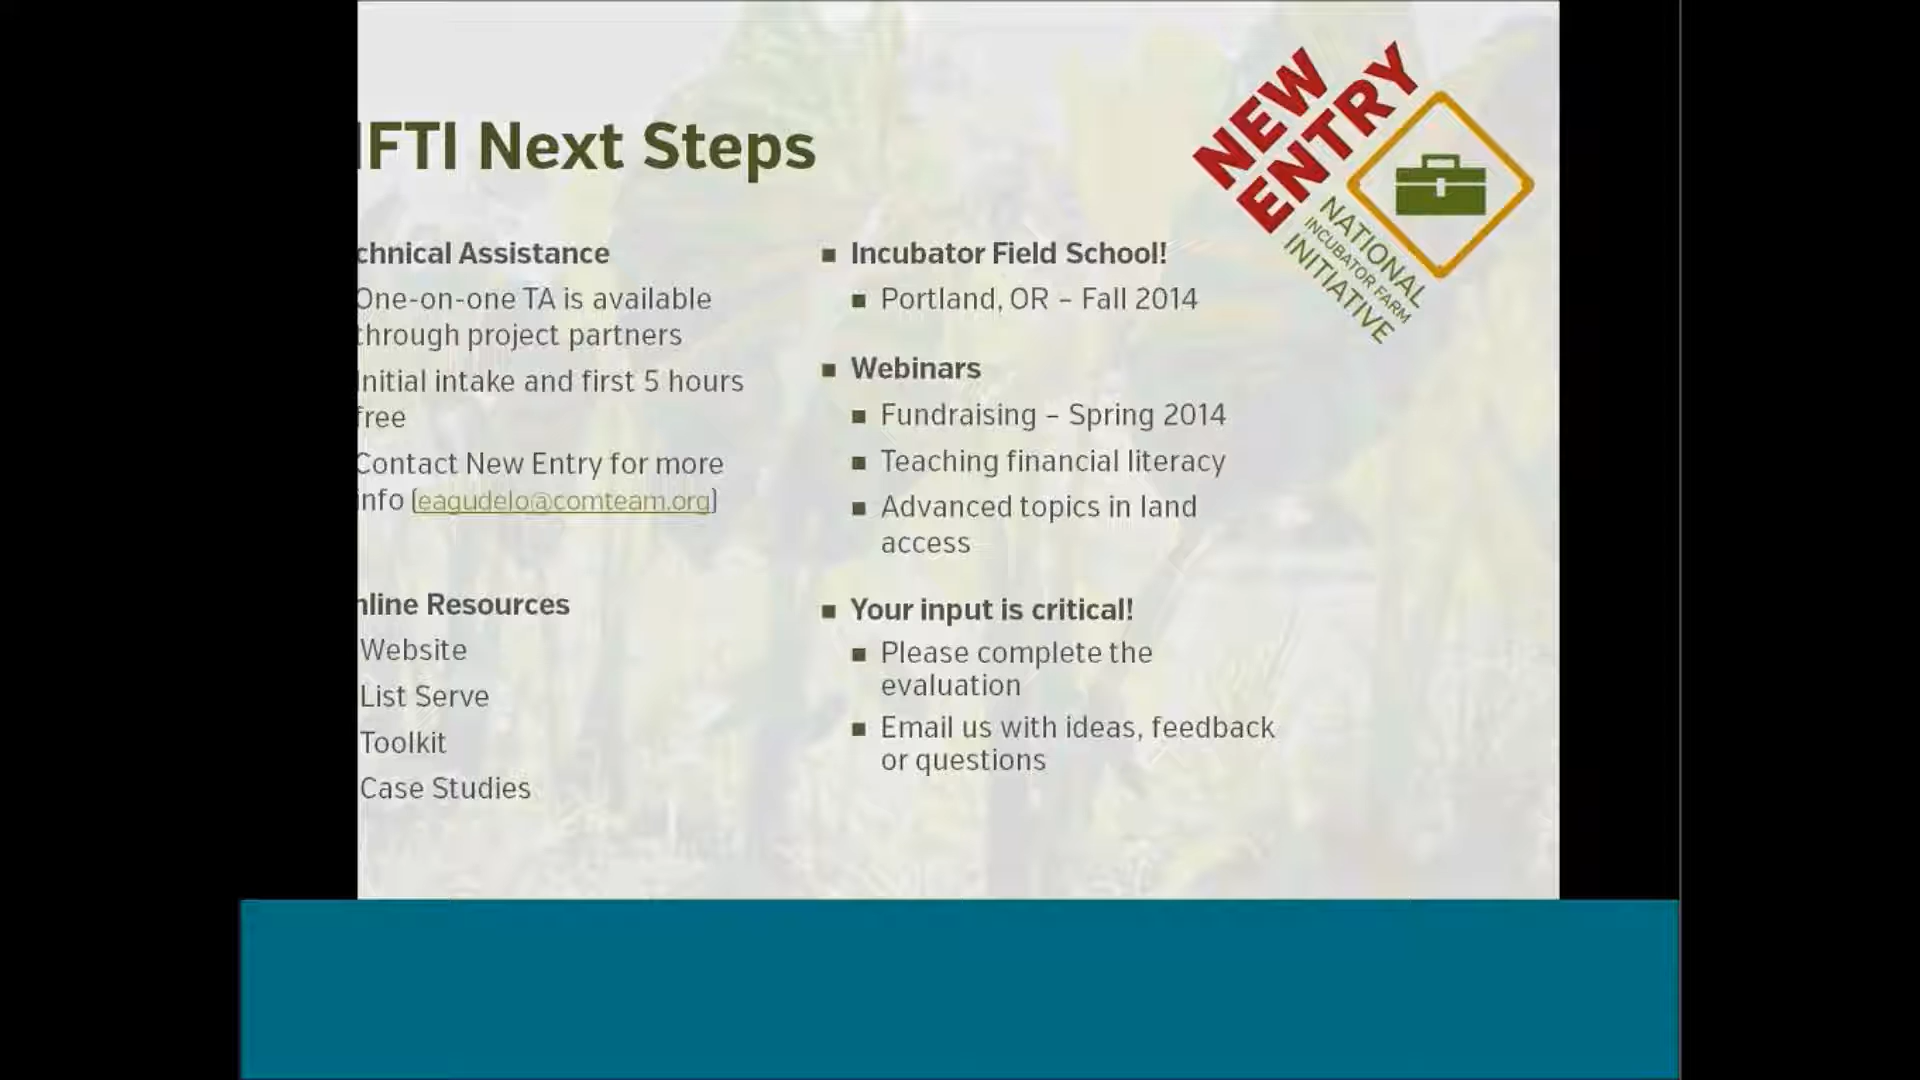 IFTI Next Steps
chnical Assistance
One-on-one TA is available
through project partners
Initial intake and first 5 hours
free
Contact New Entry for more
info (eagudelo@comteam.org)
nline Resources
Website
List Serve
Toolkit
Case Studies
Incubator Field School!
Portland, OR – Fall 2014
Webinars
Fundraising – Spring 2014
Teaching financial literacy
Advanced topics in land
access
Your input is critical!
Please complete the
evaluation
Email us with ideas, feedback
or questions
NEW
ENTRY
NATIONAL
INCUBATOR FARM
INITIATIVE